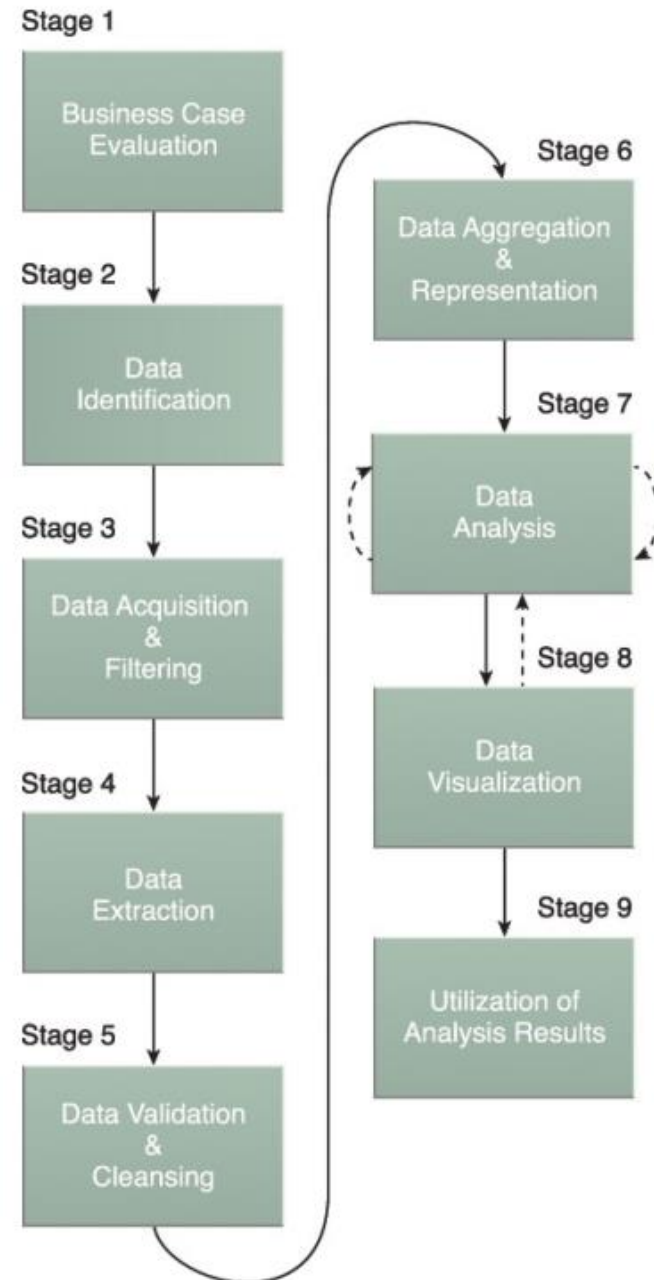 Stage 1
Business Case
Evaluation
Stage 2
Data
Identification
Stage 3
Data Acquisition
&
Filtering
Stage 4
Data
Extraction
Stage 5
Data Validation
&
Cleansing
Stage 6
Data Aggregation
&
Representation
Stage 7
Data
Analysis
Stage 8
Data
Visualization
Stage 9
Utilization of
Analysis Results